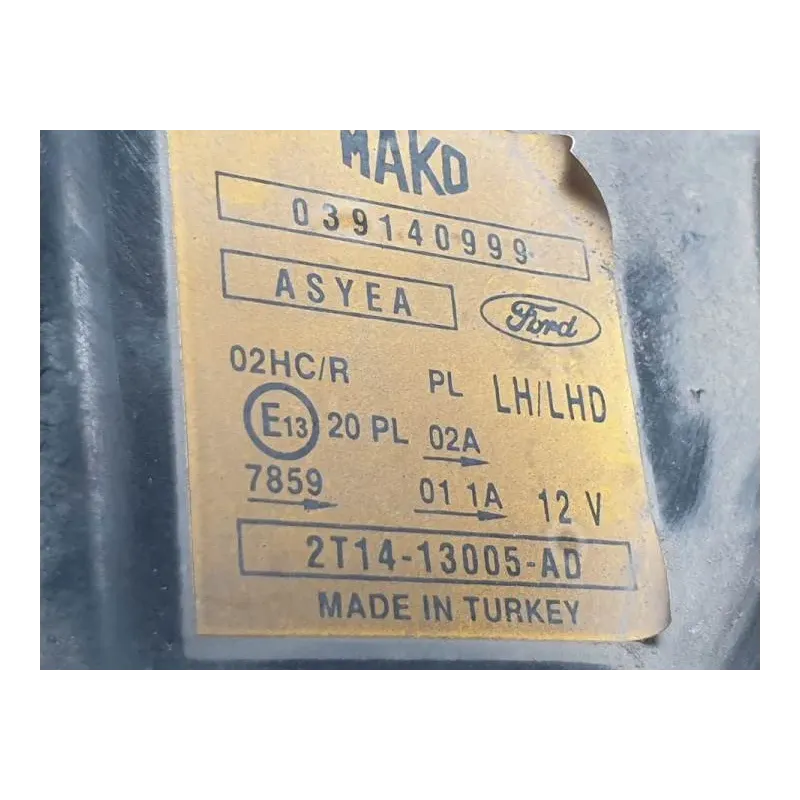 MAKO
039140999
ASYEA
Ford
02HC/R PL LH/LHD
E13 20 PL 02A
7859 01 1A 12 V
2T14-13005-AD
MADE IN TURKEY